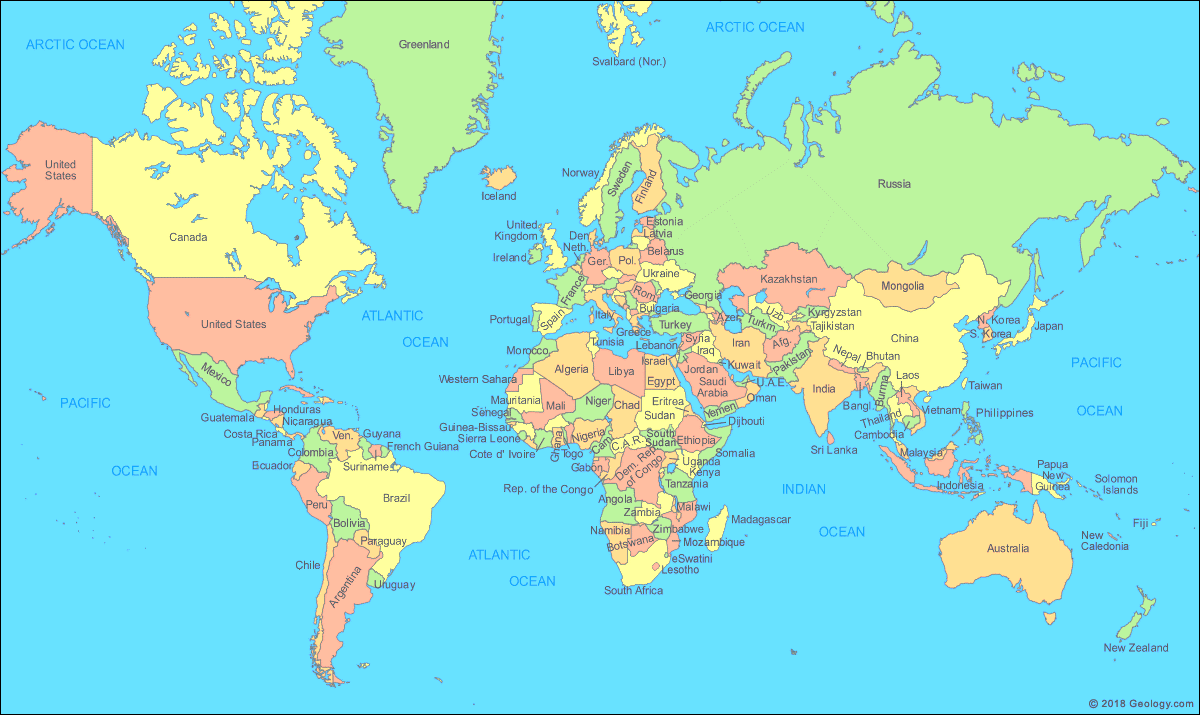 ARCTIC OCEAN
Greenland
ARCTIC OCEAN
Svalbard (Nor.)
United
States
Canada
Iceland
Norway
Sweden
Finland
Russia
United
Kingdom
Ireland
Den.
Neth.
Estonia
Latvia
Belarus
Ger.
Pol.
Ukraine
France
Rom.
Kazakhstan
Mongolia
United States
ATLANTIC
OCEAN
Portugal
Spain
Italy
Bulgaria
Greece
Georgia
Azer.
Turkey
Uzb.
Turkm.
Kyrgyzstan
Tajikistan
China
N. Korea
S. Korea
Japan
PACIFIC
OCEAN
Mexico
Morocco
Tunisia
Lebanon
Syria
Iraq
Iran
Afg.
Pakistan
Nepal
Bhutan
Laos
Taiwan
Western Sahara
Algeria
Libya
Israel
Egypt
Jordan
Kuwait
Saudi
Arabia
U.A.E.
Oman
India
Burma
Bangl.
PACIFIC
OCEAN
Guatemala
Honduras
Nicaragua
Costa Rica
Panama
Mauritania
Mali
Niger
Chad
Eritrea
Sudan
Yemen
Djibouti
Thailand
Vietnam
Cambodia
Philippines
Senegal
Guinea-Bissau
Sierra Leone
Cote d' Ivoire
Ghana
Togo
Nigeria
Cam.
C.A.R.
South
Sudan
Ethiopia
Somalia
Sri Lanka
Malaysia
Indonesia
Papua
New
Guinea
Solomon
Islands
Ven.
Guyana
French Guiana
Colombia
Suriname
Ecuador
Peru
Brazil
Bolivia
Paraguay
Chile
Argentina
Uruguay
Gabon
Rep. of the Congo
Dem. Rep.
of Congo
Uganda
Kenya
Tanzania
Angola
Zambia
Malawi
Namibia
Botswana
Zimbabwe
Mozambique
Madagascar
eSwatini
Lesotho
South Africa
INDIAN
OCEAN
ATLANTIC
OCEAN
Australia
Fiji
New
Caledonia
New Zealand
© 2018 Geology.com